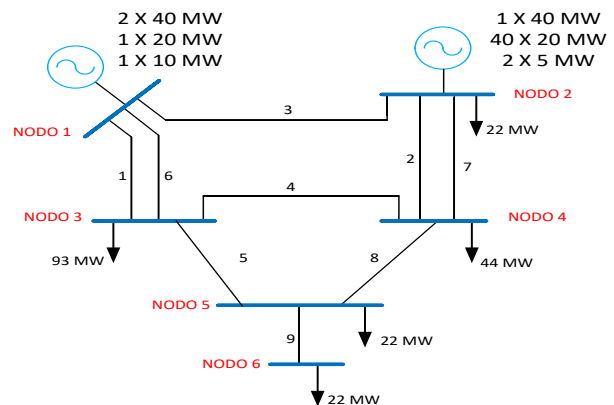 2 X 40 MW
1 X 20 MW
1 X 10 MW
1 X 40 MW
40 X 20 MW
2 X 5 MW
NODO 1
NODO 2
3
22 MW
2
7
1
6
4
NODO 3
NODO 4
93 MW
5
8
44 MW
NODO 5
9
22 MW
NODO 6
22 MW